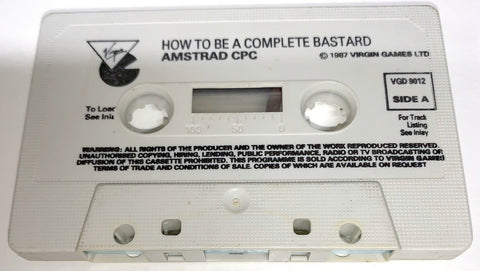 Virgin
HOW TO BE A COMPLETE BASTARD
AMSTRAD CPC
© 1987 VIRGIN GAMES LTD
VGD 9012
SIDE A
To Load
See Inlay
For Track
Listing
See Inlay
100 50 0
WARNING: ALL RIGHTS OF THE PRODUCER AND THE OWNER OF THE WORK REPRODUCED RESERVED.
UNAUTHORISED COPYING, HIRING, LENDING, PUBLIC PERFORMANCE, RADIO OR TV BROADCASTING OR
DIFFUSION OF THIS CASSETTE PROHIBITED. THIS PROGRAMME IS SOLD ACCORDING TO VIRGIN GAMES
TERMS OF TRADE AND CONDITIONS OF SALE. COPIES OF WHICH ARE AVAILABLE ON REQUEST